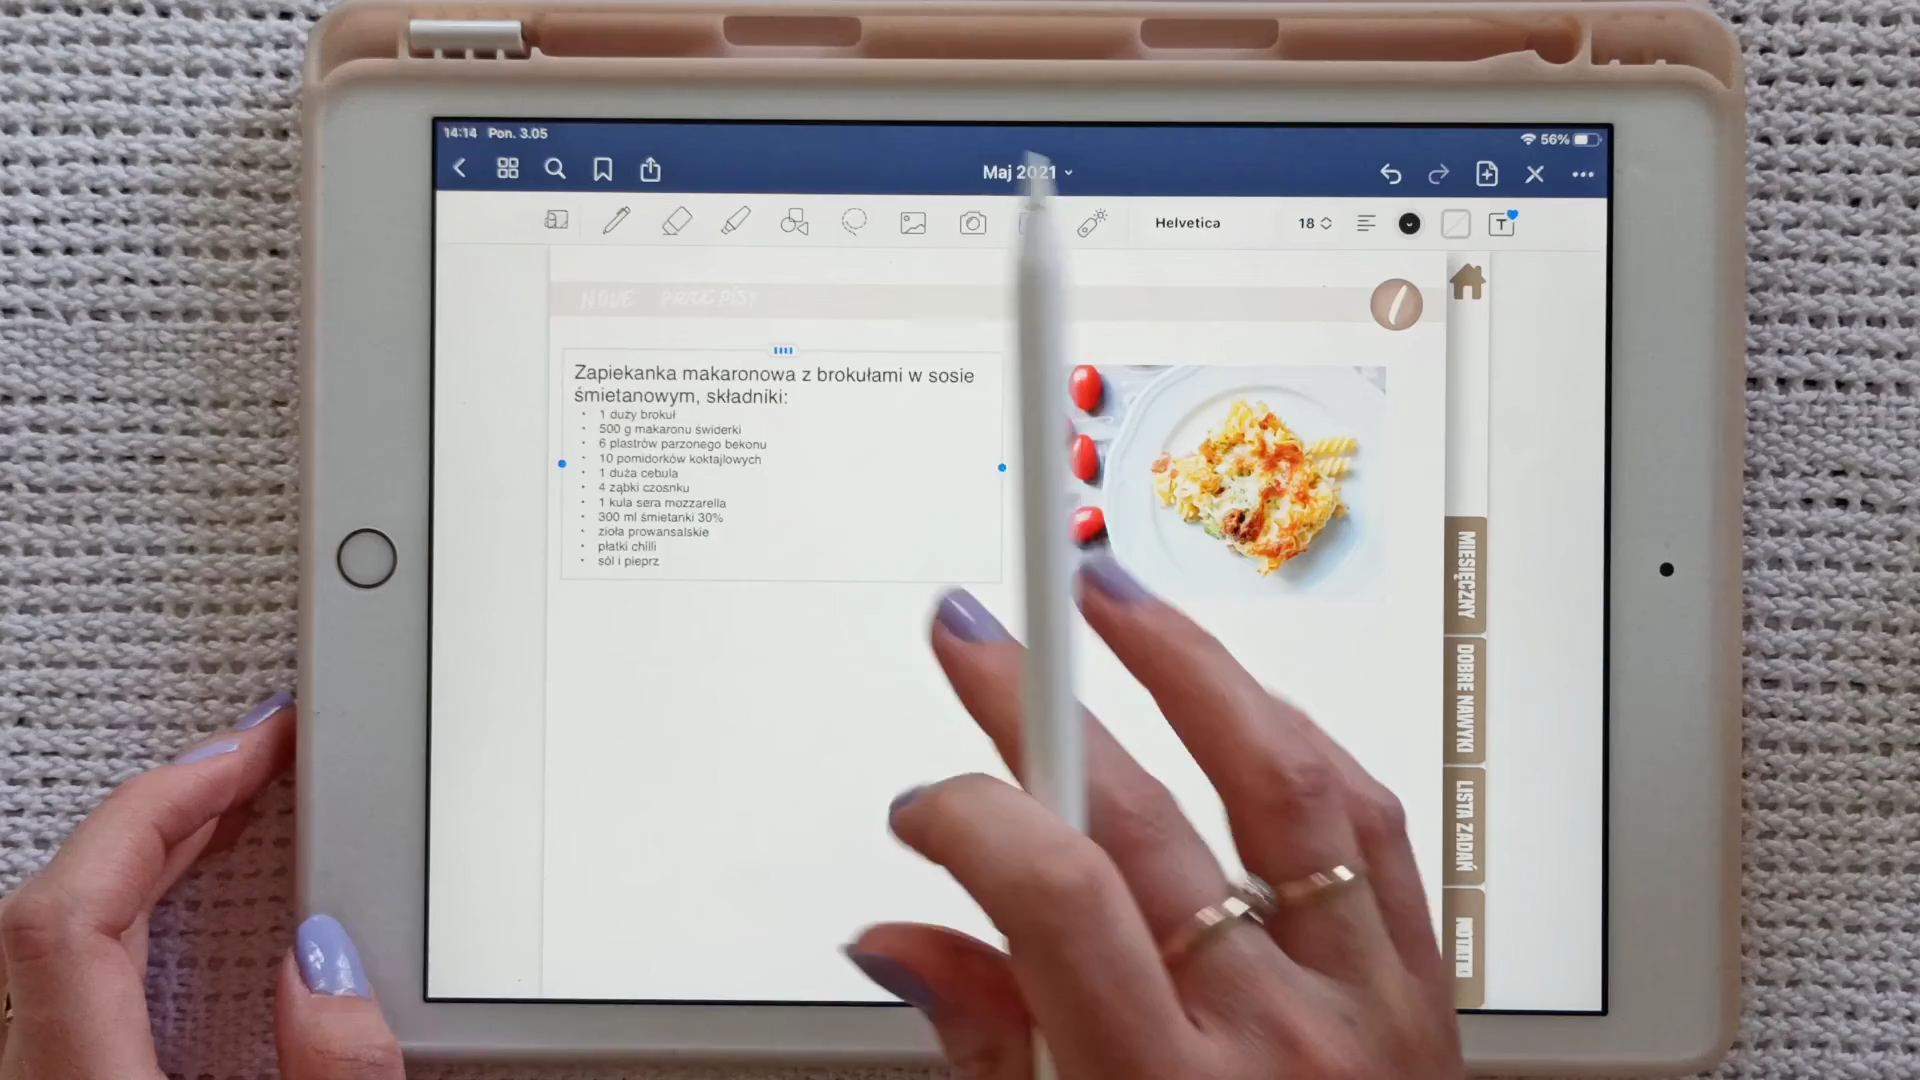 14:14 Pon. 3.05
56%
Maj 2021
Helvetica
18
NOWE PRZEPISY
Zapiekanka makaronowa z brokułami w sosie
śmietanowym, składniki:
• 1 duży brokuł
• 500 g makaronu świderki
• 6 plastrów parzonego bekonu
• 10 pomidorków koktajlowych
• 1 duża cebula
• 4 ząbki czosnku
• 1 kula sera mozzarella
• 300 ml śmietanki 30%
• zioła prowansalskie
• płatki chilli
• sól i pieprz
MIESIĘCZNY
DOBRE NAWYKI
LISTA ZADAŃ